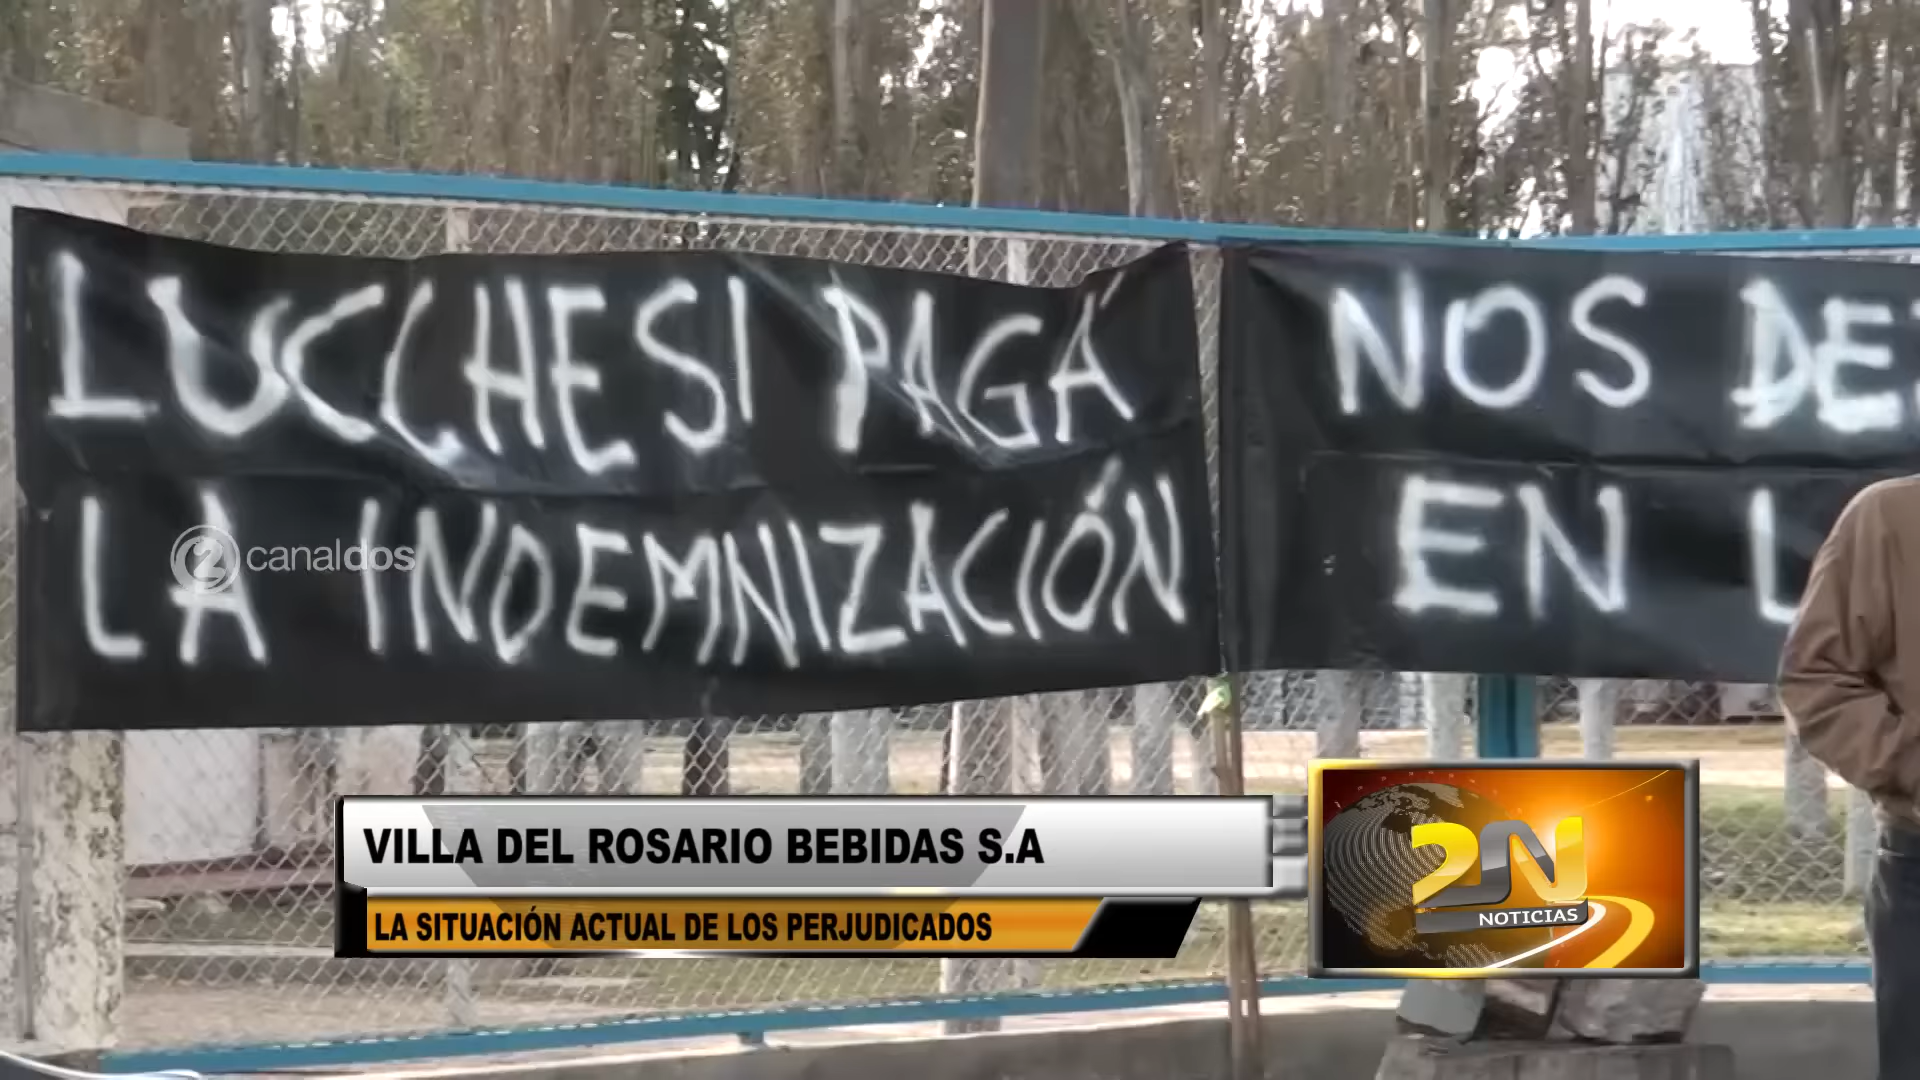 LUCCHESI PAGÁ
LA INDEMNIZACIÓN
NOS
EN
canaldos
VILLA DEL ROSARIO BEBIDAS S.A
LA SITUACIÓN ACTUAL DE LOS PERJUDICADOS
2N
NOTICIAS